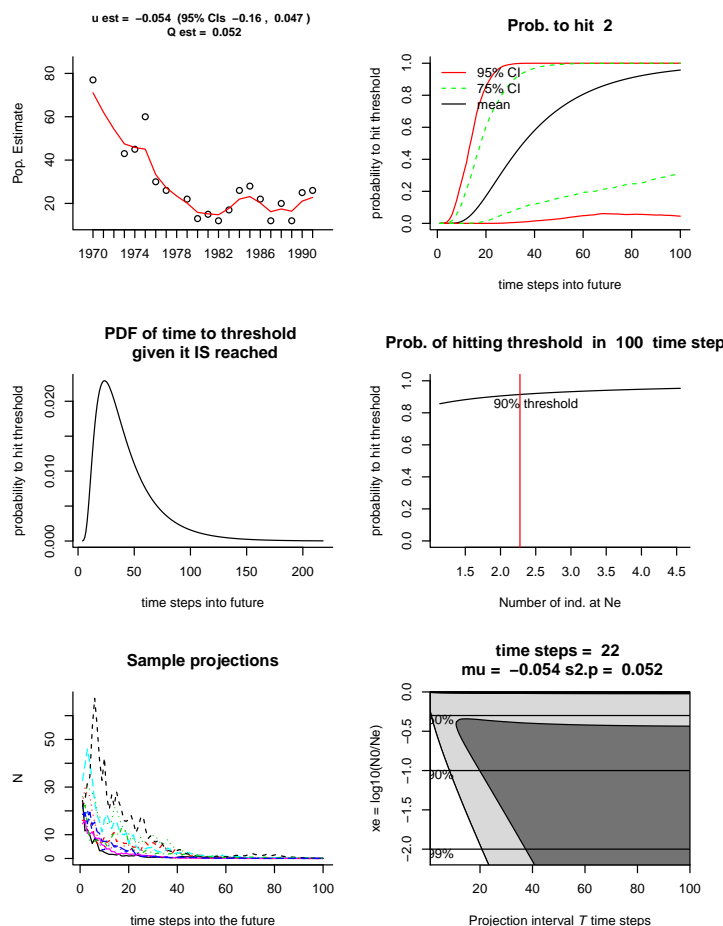 u est = −0.054 (95% CIs −0.16 , 0.047 )
Q est = 0.052
Pop. Estimate
20
40
60
80
1970 1974 1978 1982 1986 1990
Prob. to hit 2
probability to hit threshold
0.0
0.2
0.4
0.6
0.8
1.0
95% CI
75% CI
mean
0 20 40 60 80 100
time steps into future
PDF of time to threshold
given it IS reached
probability to hit threshold
0.000
0.010
0.020
0 50 100 150 200
time steps into future
Prob. of hitting threshold in 100 time step
probability to hit threshold
0.0
0.2
0.4
0.6
0.8
1.0
90% threshold
1.5 2.0 2.5 3.0 3.5 4.0 4.5
Number of ind. at Ne
Sample projections
N
0
10
30
50
0 20 40 60 80 100
time steps into the future
time steps = 22
mu = −0.054 s2.p = 0.052
xe = log10(N0/Ne)
0.0
−0.5
−1.0
−1.5
−2.0
90%
99%
20 40 60 80 100
Projection interval T time steps